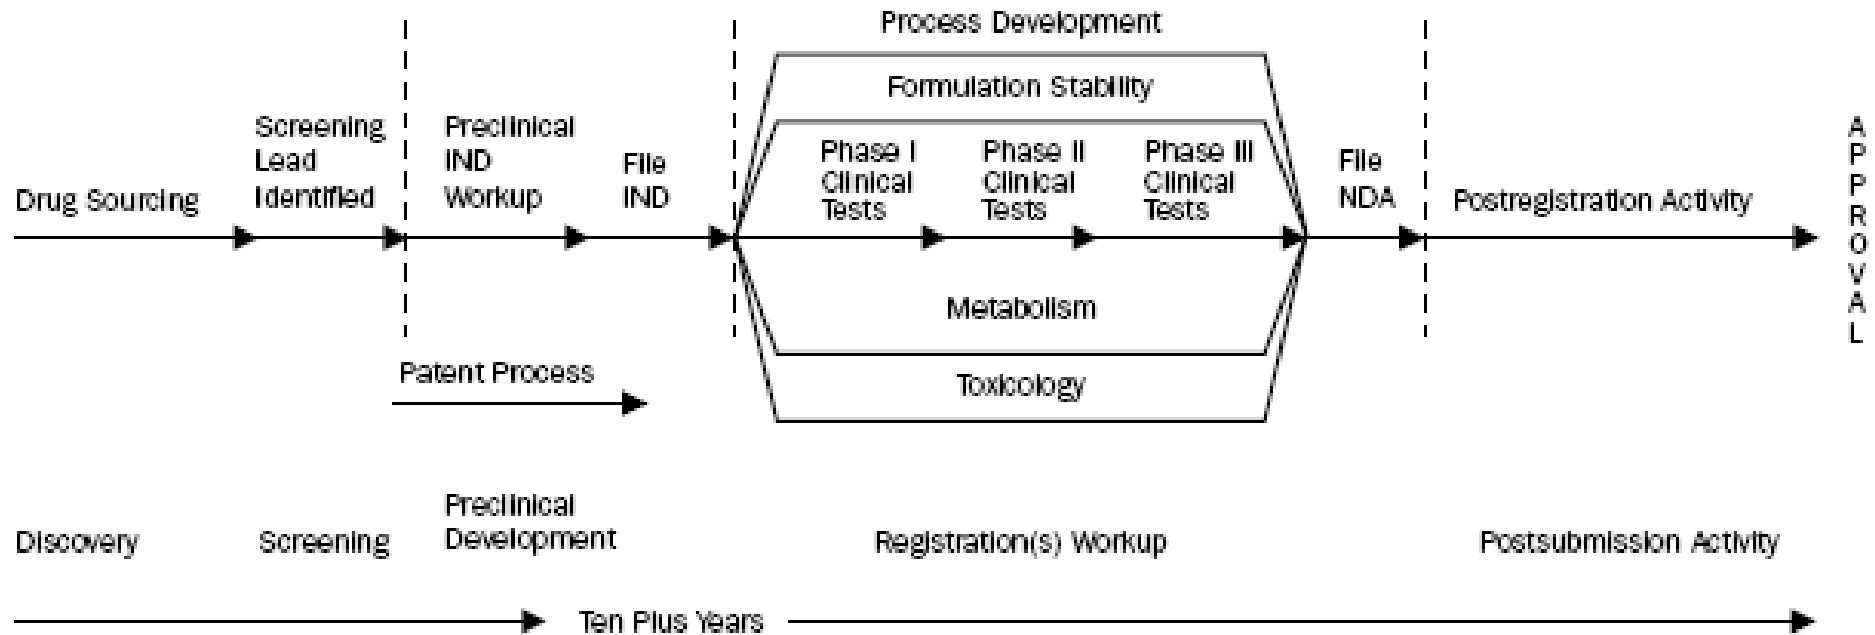 Process Development
Formulation Stability
Screening
Lead
Identified
Preclinical
IND
Workup
File
IND
Phase I
Clinical
Tests
Phase II
Clinical
Tests
Phase III
Clinical
Tests
File
NDA
Drug Sourcing
Postregistration Activity
APPROVAL
Metabolism
Patent Process
Toxicology
Discovery
Screening
Preclinical
Development
Registration(s) Workup
Postsubmission Activity
Ten Plus Years